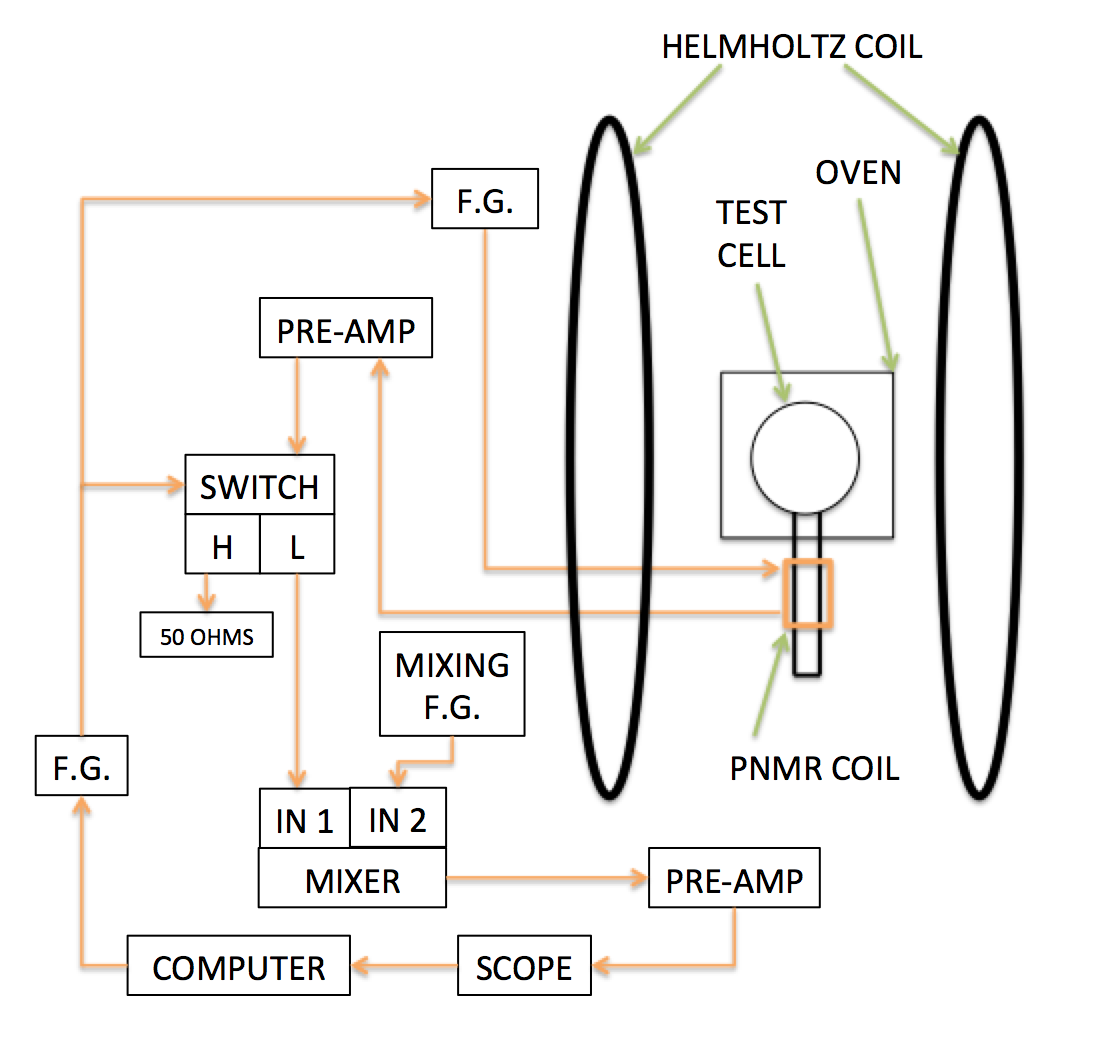 HELMHOLTZ COIL
OVEN
TEST
CELL
F.G.
PRE-AMP
SWITCH
H L
50 OHMS
MIXING
F.G.
F.G.
PNMR COIL
IN 1 IN 2
MIXER
PRE-AMP
COMPUTER
SCOPE